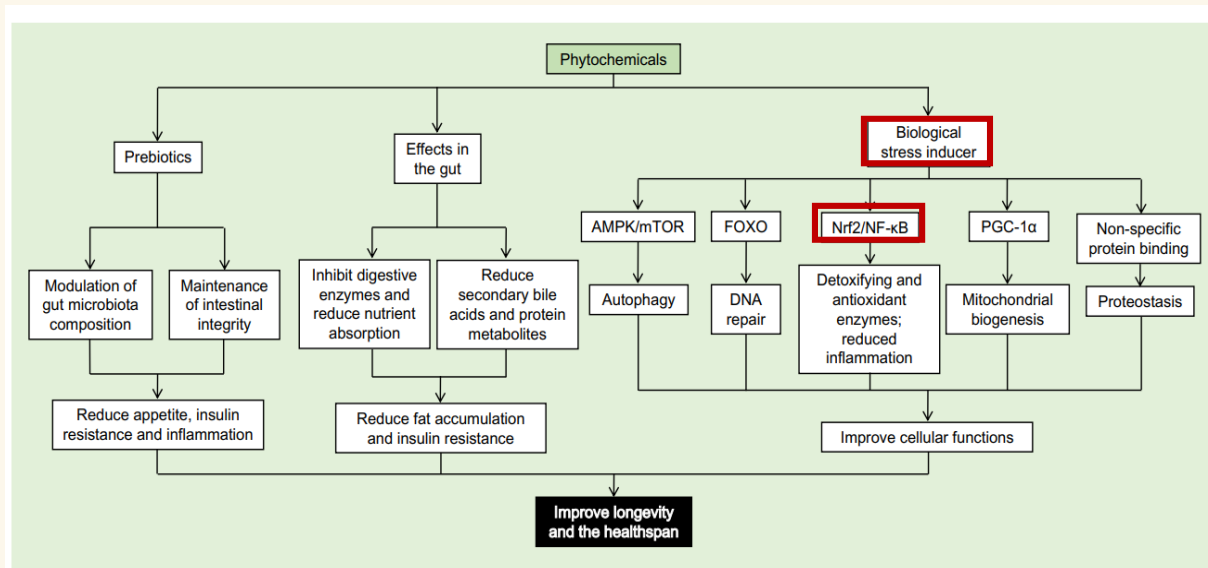 Phytochemicals
Prebiotics
Effects in
the gut
Biological
stress inducer
AMPK/mTOR
FOXO
Nrf2/NF-κB
PGC-1α
Non-specific
protein binding
Modulation of
gut microbiota
composition
Maintenance
of intestinal
integrity
Inhibit digestive
enzymes and
reduce nutrient
absorption
Reduce
secondary bile
acids and protein
metabolites
Autophagy
DNA
repair
Detoxifying and
antioxidant
enzymes;
reduced
inflammation
Mitochondrial
biogenesis
Proteostasis
Reduce appetite, insulin
resistance and inflammation
Reduce fat accumulation
and insulin resistance
Improve cellular functions
Improve longevity
and the healthspan